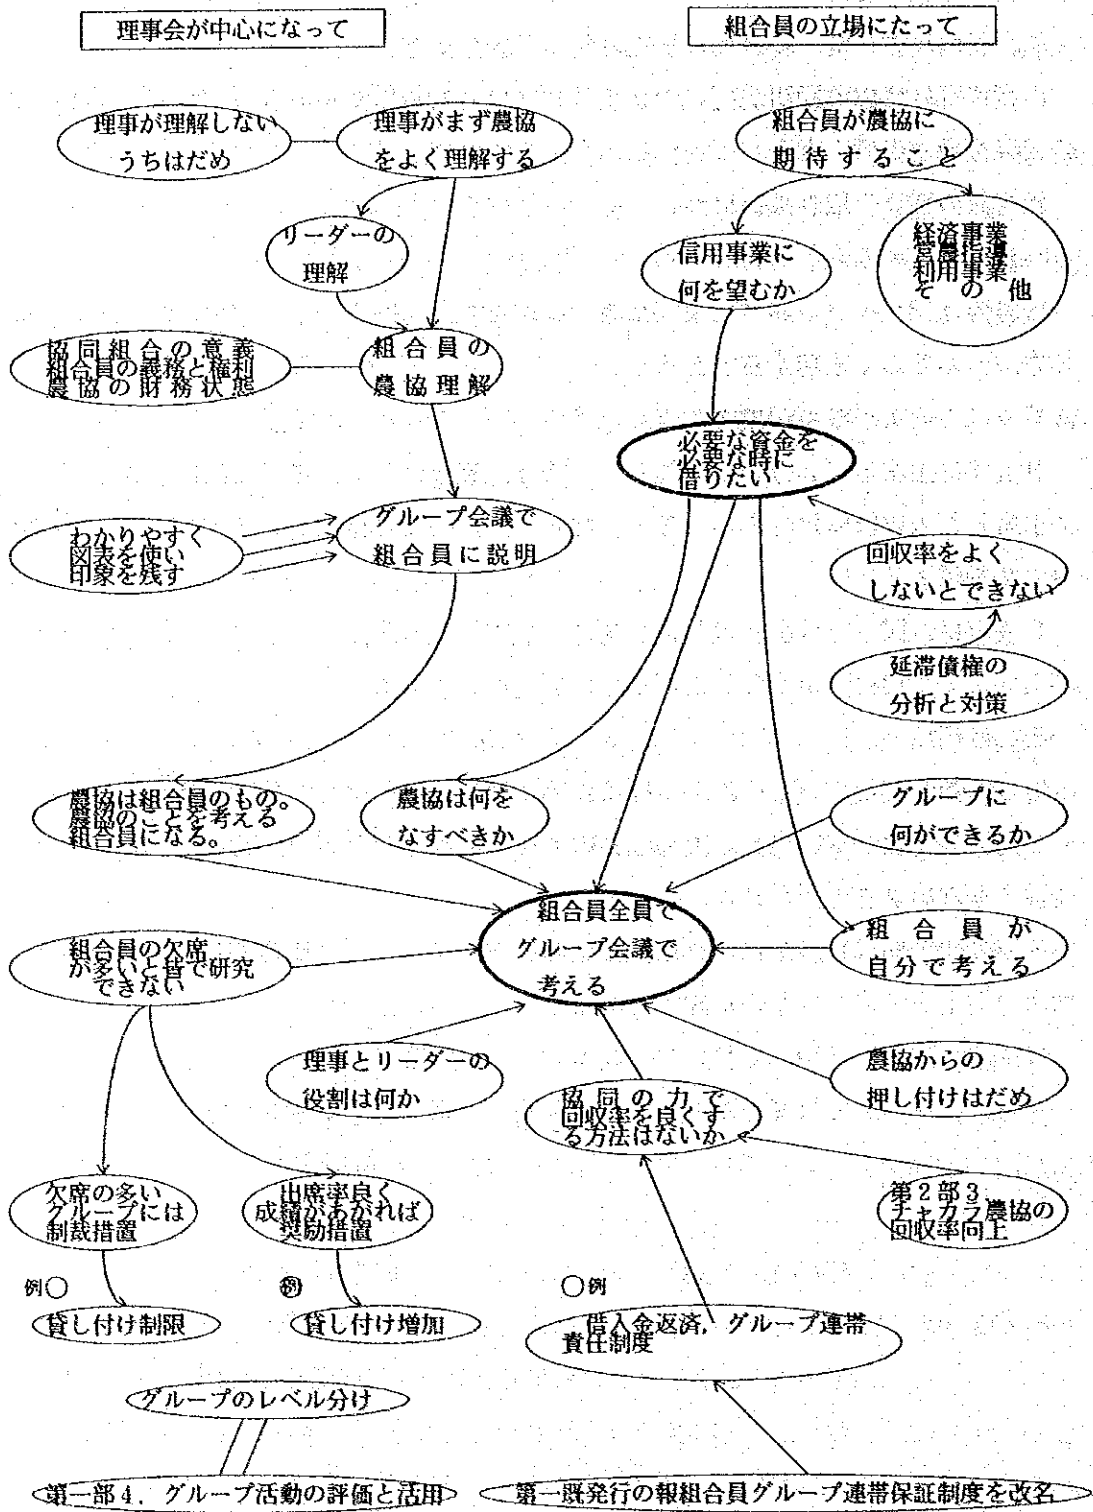 理事会が中心になって
組合員の立場にたって
理事が理解しない
うちはだめ
理事がまず農協
をよく理解する
組合員が農協に
期待すること
リーダーの
理解
信用事業に
何を望むか
経済事業
営農指導
利用事業
その他
協同組合の意義
組合員の義務と権利
農協の財務状態
組合員の
農協理解
必要な資金を
必要な時に
借りたい
わかりやすく
図表を使い
印象を残す
グループ会議で
組合員に説明
回収率をよく
しないとできない
延滞債権の
分析と対策
農協は組合員のもの。
農協のことを考える
組合員になる。
農協は何を
なすべきか
グループに
何ができるか
組合員全員で
グループ会議で
考える
組合員が
自分で考える
組合員の欠席
が多いと皆で研究
できない
理事とリーダーの
役割は何か
農協からの
押し付けはだめ
協同の力で
回収率を良くす
る方法はないか
欠席の多い
グループには
制裁措置
出席率良く
成績があがれば
奨励措置
第2部3
チャカラ農協の
回収率向上
例○
例
○例
貸し付け制限
貸し付け増加
借入金返済，グループ連帯
責任制度
グループのレベル分け
第一部4．グループ活動の評価と活用
第一既発行の報組合員グループ連帯保証制度を改名